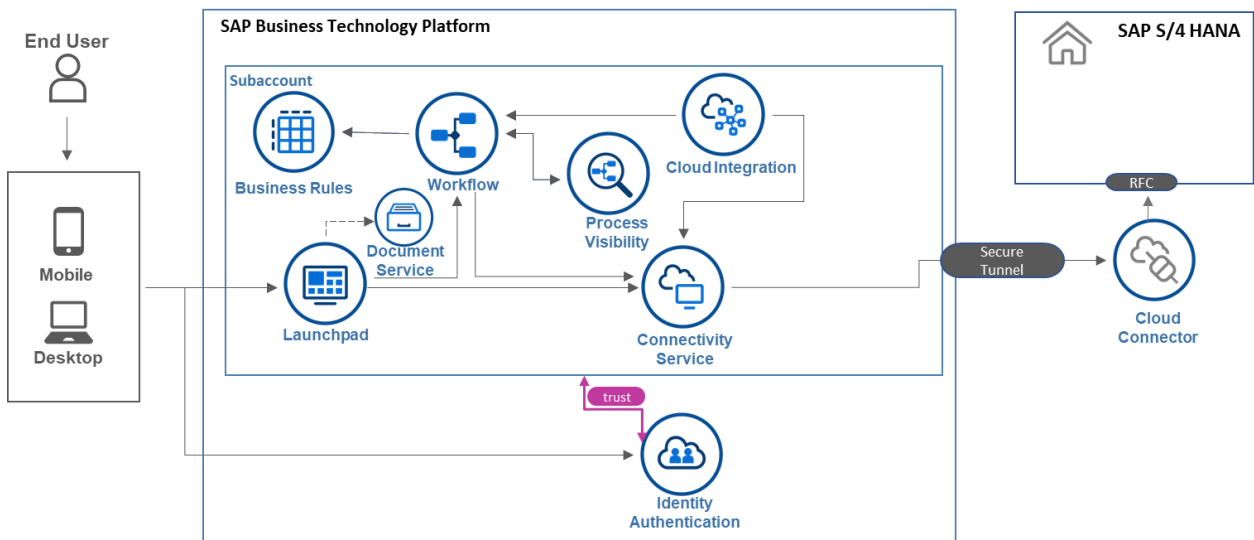 SAP Business Technology Platform
SAP S/4 HANA
End User
Subaccount
Business Rules
Workflow
Cloud Integration
Process
Visibility
Document
Service
Launchpad
Connectivity
Service
Mobile
Desktop
RFC
Secure
Tunnel
Cloud
Connector
trust
Identity
Authentication